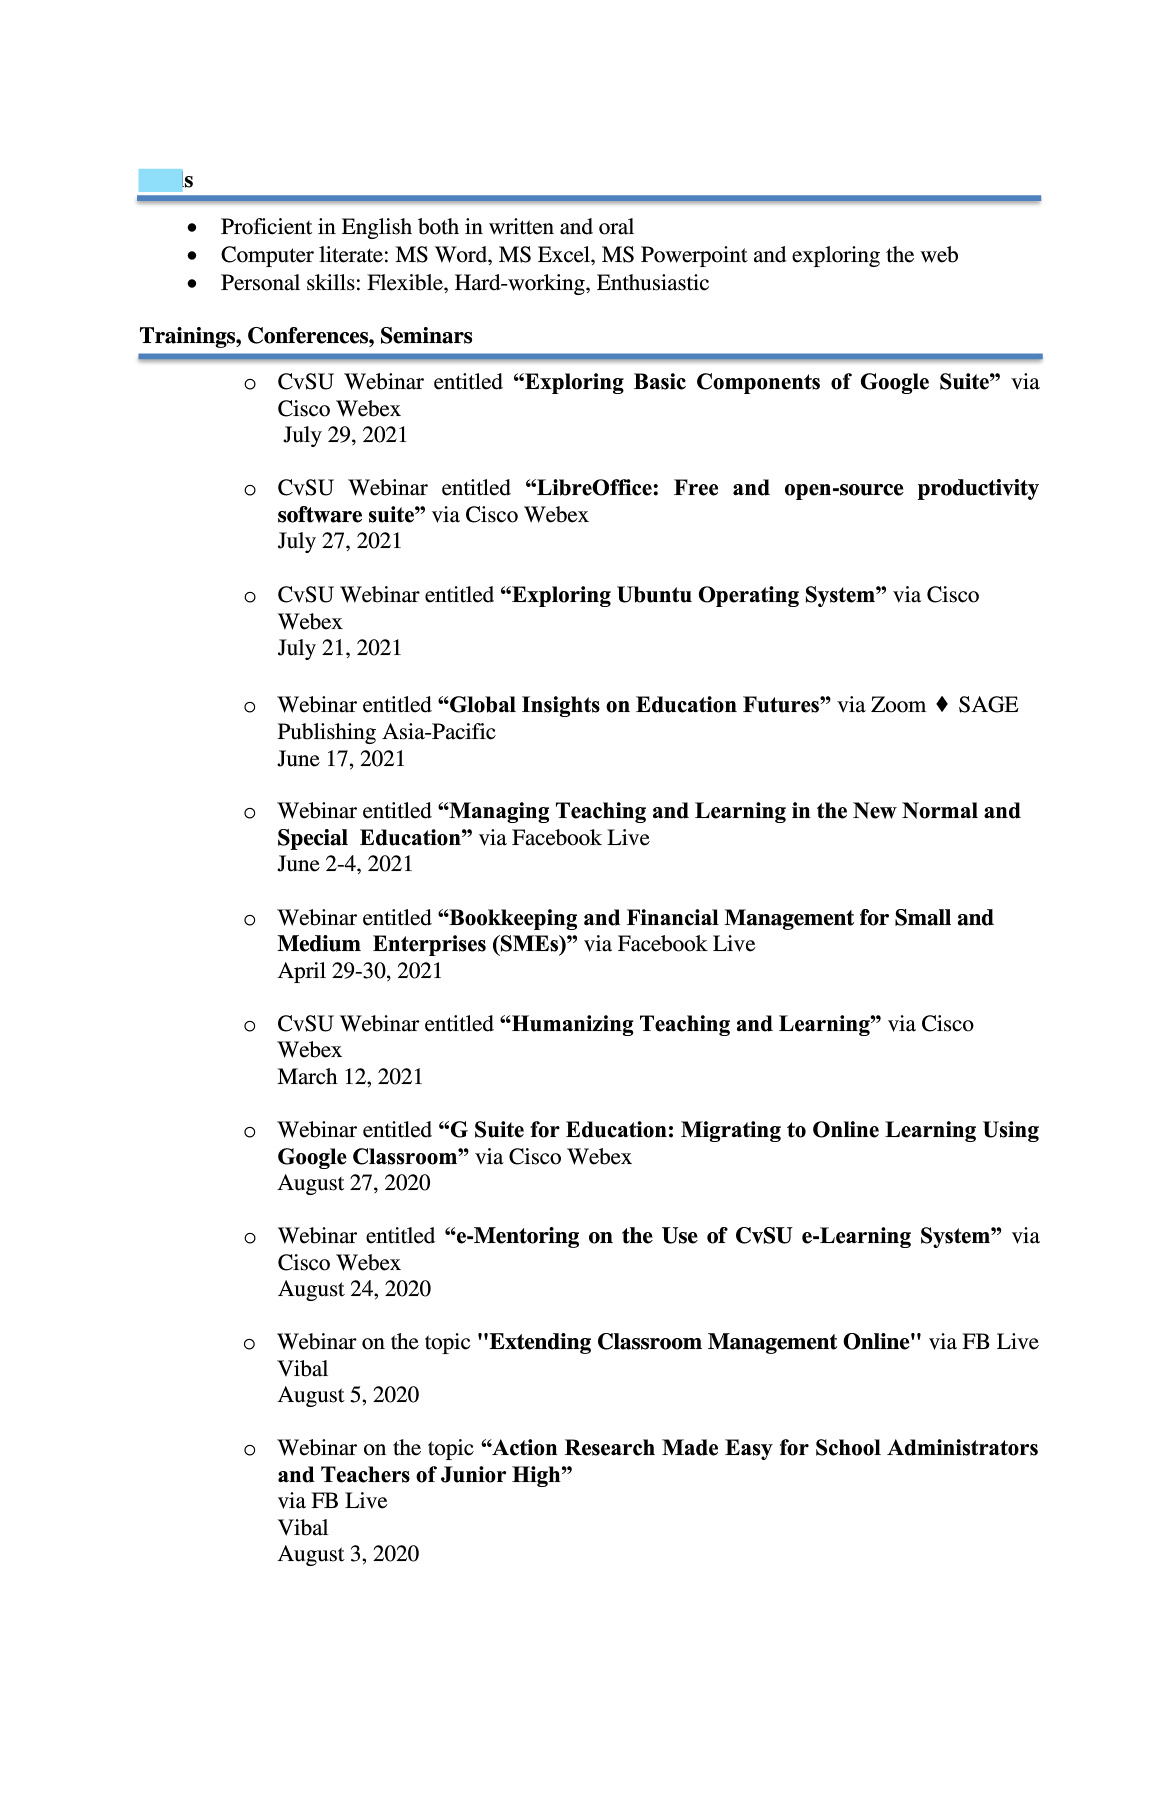 • Proficient in English both in written and oral
• Computer literate: MS Word, MS Excel, MS Powerpoint and exploring the web
• Personal skills: Flexible, Hard-working, Enthusiastic
Trainings, Conferences, Seminars
o CvSU Webinar entitled “Exploring Basic Components of Google Suite” via
Cisco Webex
July 29, 2021
o CvSU Webinar entitled “LibreOffice: Free and open-source productivity
software suite” via Cisco Webex
July 27, 2021
o CvSU Webinar entitled “Exploring Ubuntu Operating System” via Cisco
Webex
July 21, 2021
o Webinar entitled “Global Insights on Education Futures” via Zoom ♦ SAGE
Publishing Asia-Pacific
June 17, 2021
o Webinar entitled “Managing Teaching and Learning in the New Normal and
Special Education” via Facebook Live
June 2-4, 2021
o Webinar entitled “Bookkeeping and Financial Management for Small and
Medium Enterprises (SMEs)” via Facebook Live
April 29-30, 2021
o CvSU Webinar entitled “Humanizing Teaching and Learning” via Cisco
Webex
March 12, 2021
o Webinar entitled “G Suite for Education: Migrating to Online Learning Using
Google Classroom” via Cisco Webex
August 27, 2020
o Webinar entitled “e-Mentoring on the Use of CvSU e-Learning System” via
Cisco Webex
August 24, 2020
o Webinar on the topic "Extending Classroom Management Online" via FB Live
Vibal
August 5, 2020
o Webinar on the topic “Action Research Made Easy for School Administrators
and Teachers of Junior High”
via FB Live
Vibal
August 3, 2020